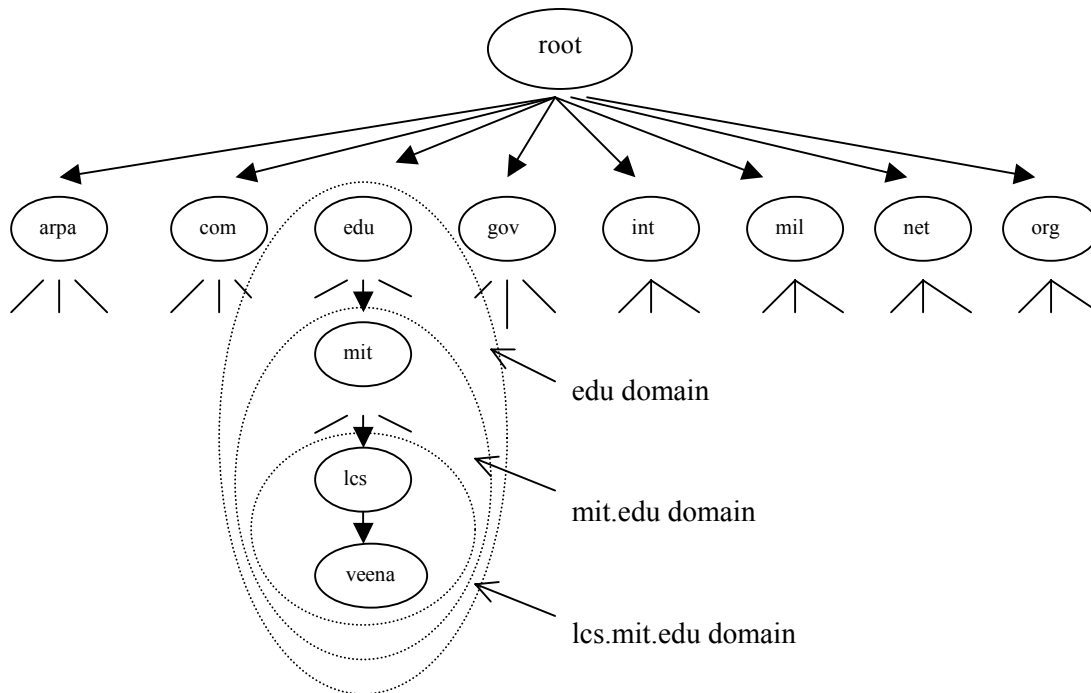 root
arpa com edu gov int mil net org
mit
edu domain
lcs
mit.edu domain
veena
lcs.mit.edu domain